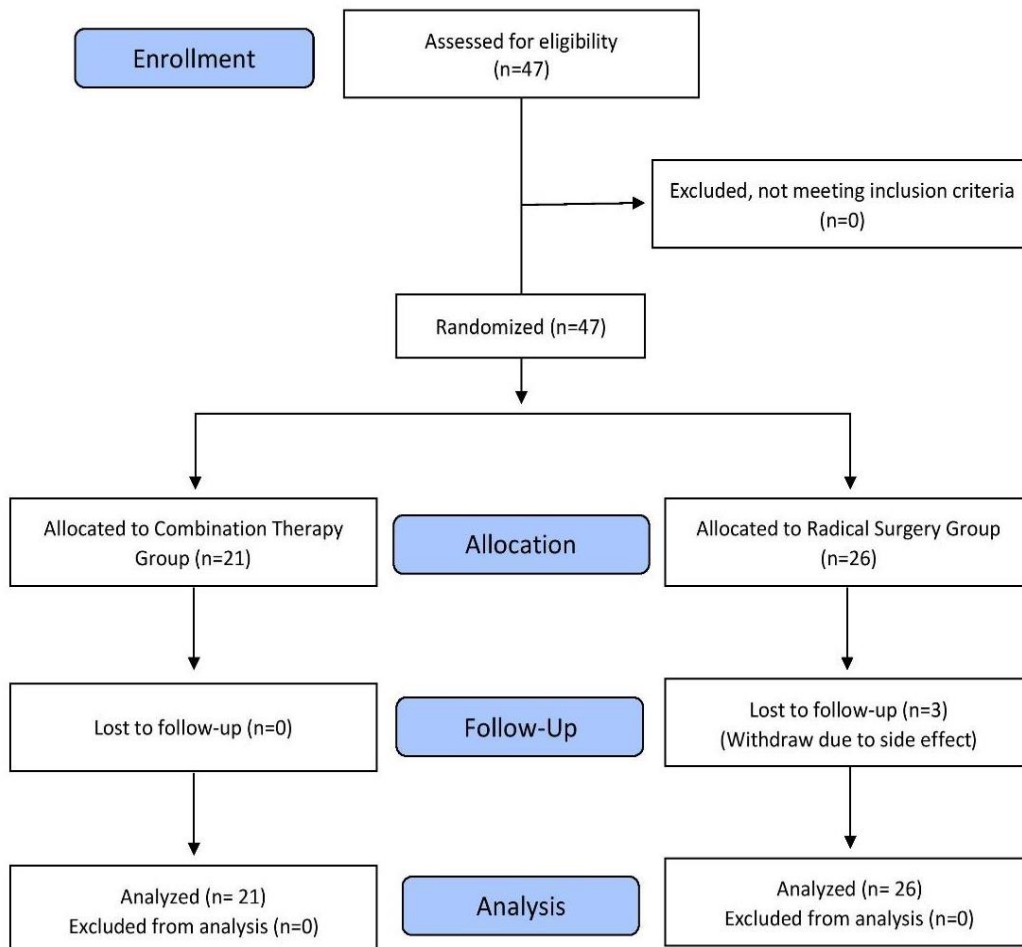 Enrollment
Assessed for eligibility
(n=47)
Excluded, not meeting inclusion criteria
(n=0)
Randomized (n=47)
Allocated to Combination Therapy
Group (n=21)
Allocation
Allocated to Radical Surgery Group
(n=26)
Lost to follow-up (n=0)
Follow-Up
Lost to follow-up (n=3)
(Withdraw due to side effect)
Analyzed (n= 21)
Excluded from analysis (n=0)
Analysis
Analyzed (n= 26)
Excluded from analysis (n=0)